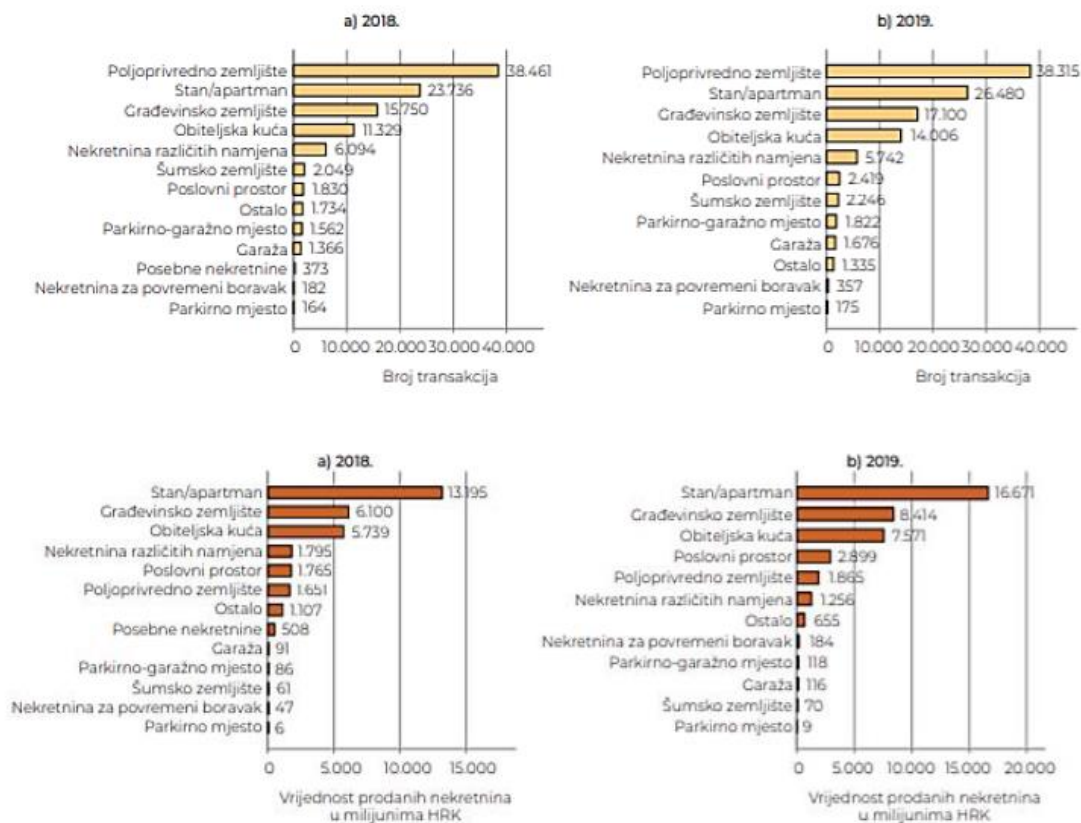 a) 2018.
Poljoprivredno zemljište 38.461
Stan/apartman 23.736
Građevinsko zemljište 15.750
Obiteljska kuća 11.329
Nekretnina različitih namjena 6.094
Šumsko zemljište 2.049
Poslovni prostor 1.830
Ostalo 1.734
Parkirno-garažno mjesto 1.562
Garaža 1.366
Posebne nekretnine 373
Nekretnina za povremeni boravak 182
Parkirno mjesto 164
0 10.000 20.000 30.000 40.000
Broj transakcija
b) 2019.
Poljoprivredno zemljište 38.315
Stan/apartman 26.480
Građevinsko zemljište 17.100
Obiteljska kuća 14.006
Nekretnina različitih namjena 5.742
Poslovni prostor 2.419
Šumsko zemljište 2.246
Parkirno-garažno mjesto 1.822
Garaža 1.676
Ostalo 1.335
Nekretnina za povremeni boravak 357
Parkirno mjesto 175
0 10.000 20.000 30.000 40.000
Broj transakcija
a) 2018.
Stan/apartman 13.195
Građevinsko zemljište 6.100
Obiteljska kuća 5.739
Nekretnina različitih namjena 1.795
Poslovni prostor 1.765
Poljoprivredno zemljište 1.651
Ostalo 1.107
Posebne nekretnine 508
Garaža 91
Parkirno-garažno mjesto 86
Šumsko zemljište 61
Nekretnina za povremeni boravak 47
Parkirno mjesto 6
0 5.000 10.000 15.000
Vrijednost prodanih nekretnina
u milijunima HRK
b) 2019.
Stan/apartman 16.671
Građevinsko zemljište 8.414
Obiteljska kuća 7.571
Poslovni prostor 2.899
Poljoprivredno zemljište 1.865
Nekretnina različitih namjena 1.256
Ostalo 655
Nekretnina za povremeni boravak 184
Parkirno-garažno mjesto 118
Garaža 116
Šumsko zemljište 70
Parkirno mjesto 9
0 5.000 10.000 15.000 20.000
Vrijednost prodanih nekretnina
u milijunima HRK